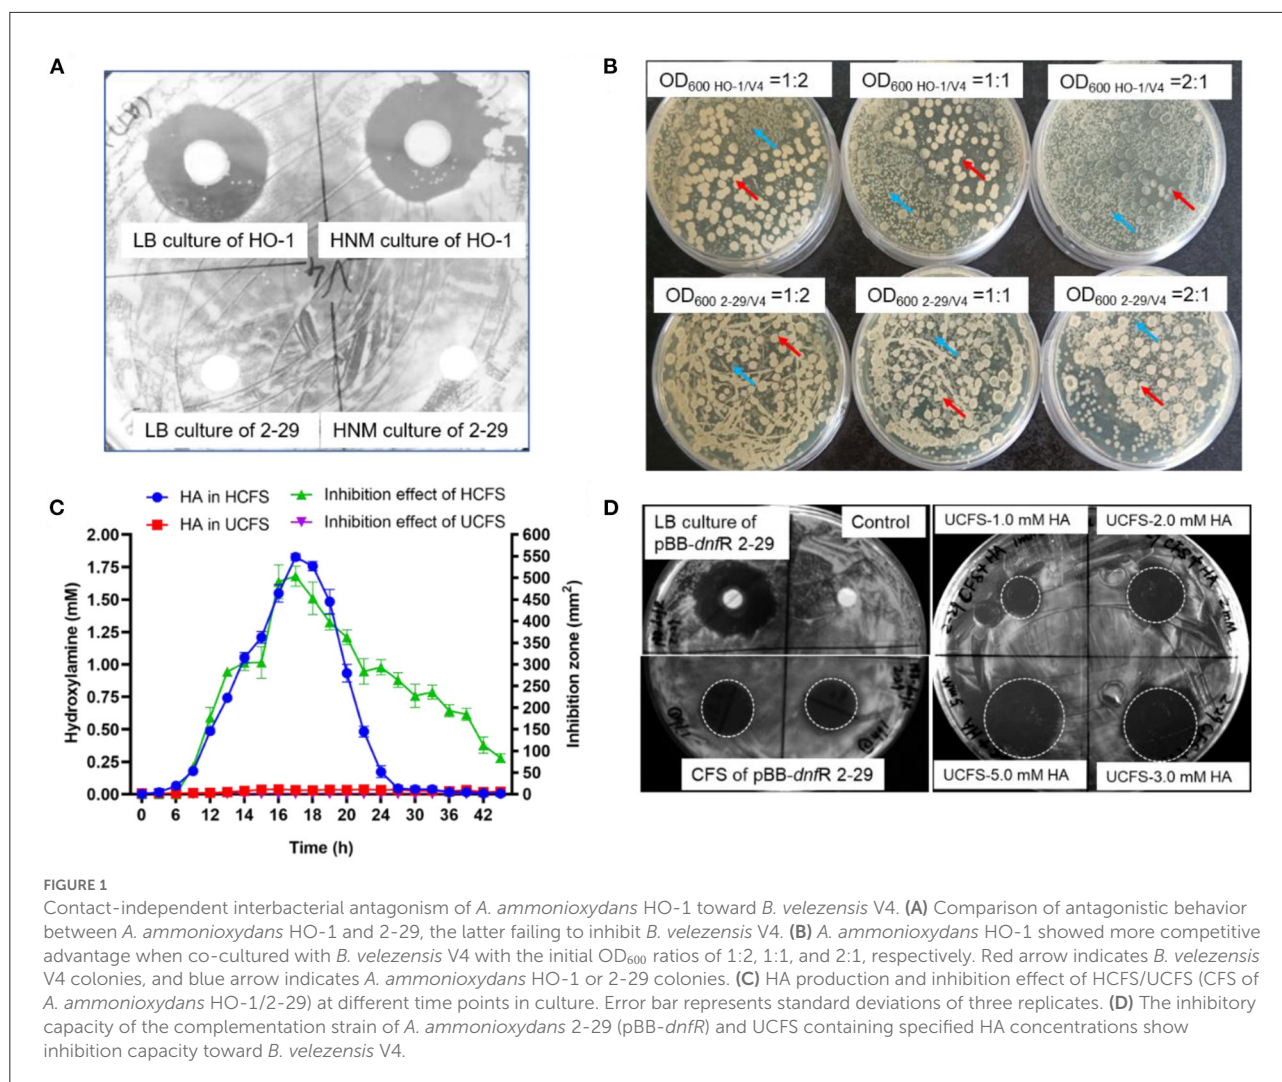 A
LB culture of HO-1
HNM culture of HO-1
V4
LB culture of 2-29
HNM culture of 2-29
B
OD600 HO-1/V4 =1:2
OD600 HO-1/V4 =1:1
OD600 HO-1/V4 =2:1
OD600 2-29/V4 =1:2
OD600 2-29/V4 =1:1
OD600 2-29/V4 =2:1
C
HA in HCFS
Inhibition effect of HCFS
HA in UCFS
Inhibition effect of UCFS
Hydroxylamine (mM)
2.00
1.75
1.50
1.25
1.00
0.75
0.50
0.25
0.00
600
550
500
450
400
350
300
250
200
150
100
50
0
Inhibition zone (mm²)
0 6 12 14 16 18 20 24 30 36 42
Time (h)
D
LB culture of
pBB-dnfR 2-29
Control
CFS of pBB-dnfR 2-29
UCFS-1.0 mM HA
UCFS-2.0 mM HA
UCFS-5.0 mM HA
UCFS-3.0 mM HA
FIGURE 1
Contact-independent interbacterial antagonism of A. ammonioxydans HO-1 toward B. velezensis V4. (A) Comparison of antagonistic behavior
between A. ammonioxydans HO-1 and 2-29, the latter failing to inhibit B. velezensis V4. (B) A. ammonioxydans HO-1 showed more competitive
advantage when co-cultured with B. velezensis V4 with the initial OD600 ratios of 1:2, 1:1, and 2:1, respectively. Red arrow indicates B. velezensis
V4 colonies, and blue arrow indicates A. ammonioxydans HO-1 or 2-29 colonies. (C) HA production and inhibition effect of HCFS/UCFS (CFS of
A. ammonioxydans HO-1/2-29) at different time points in culture. Error bar represents standard deviations of three replicates. (D) The inhibitory
capacity of the complementation strain of A. ammonioxydans 2-29 (pBB-dnfR) and UCFS containing specified HA concentrations show
inhibition capacity toward B. velezensis V4.